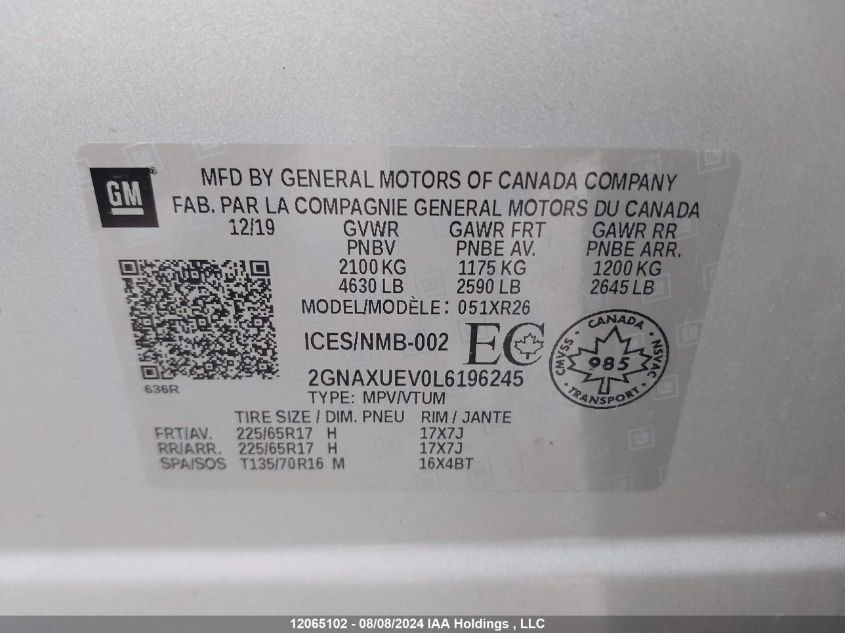 GM
MFD BY GENERAL MOTORS OF CANADA COMPANY
FAB. PAR LA COMPAGNIE GENERAL MOTORS DU CANADA
12/19 GVWR GAWR FRT GAWR RR
PNBV PNBE AV. PNBE ARR.
2100 KG 1175 KG 1200 KG
4630 LB 2590 LB 2645 LB
MODEL/MODÈLE: 051XR26
ICES/NMB-002 EC
CANADA
CMVSS 985 NSVAC
TRANSPORT
636R
2GNAXUEV0L6196245
TYPE: MPV/VTUM
TIRE SIZE / DIM. PNEU RIM / JANTE
FRT/AV. 225/65R17 H 17X7J
RR/ARR. 225/65R17 H 17X7J
SPA/SOS T135/70R16 M 16X4BT
12065102 - 08/08/2024 IAA Holdings , LLC